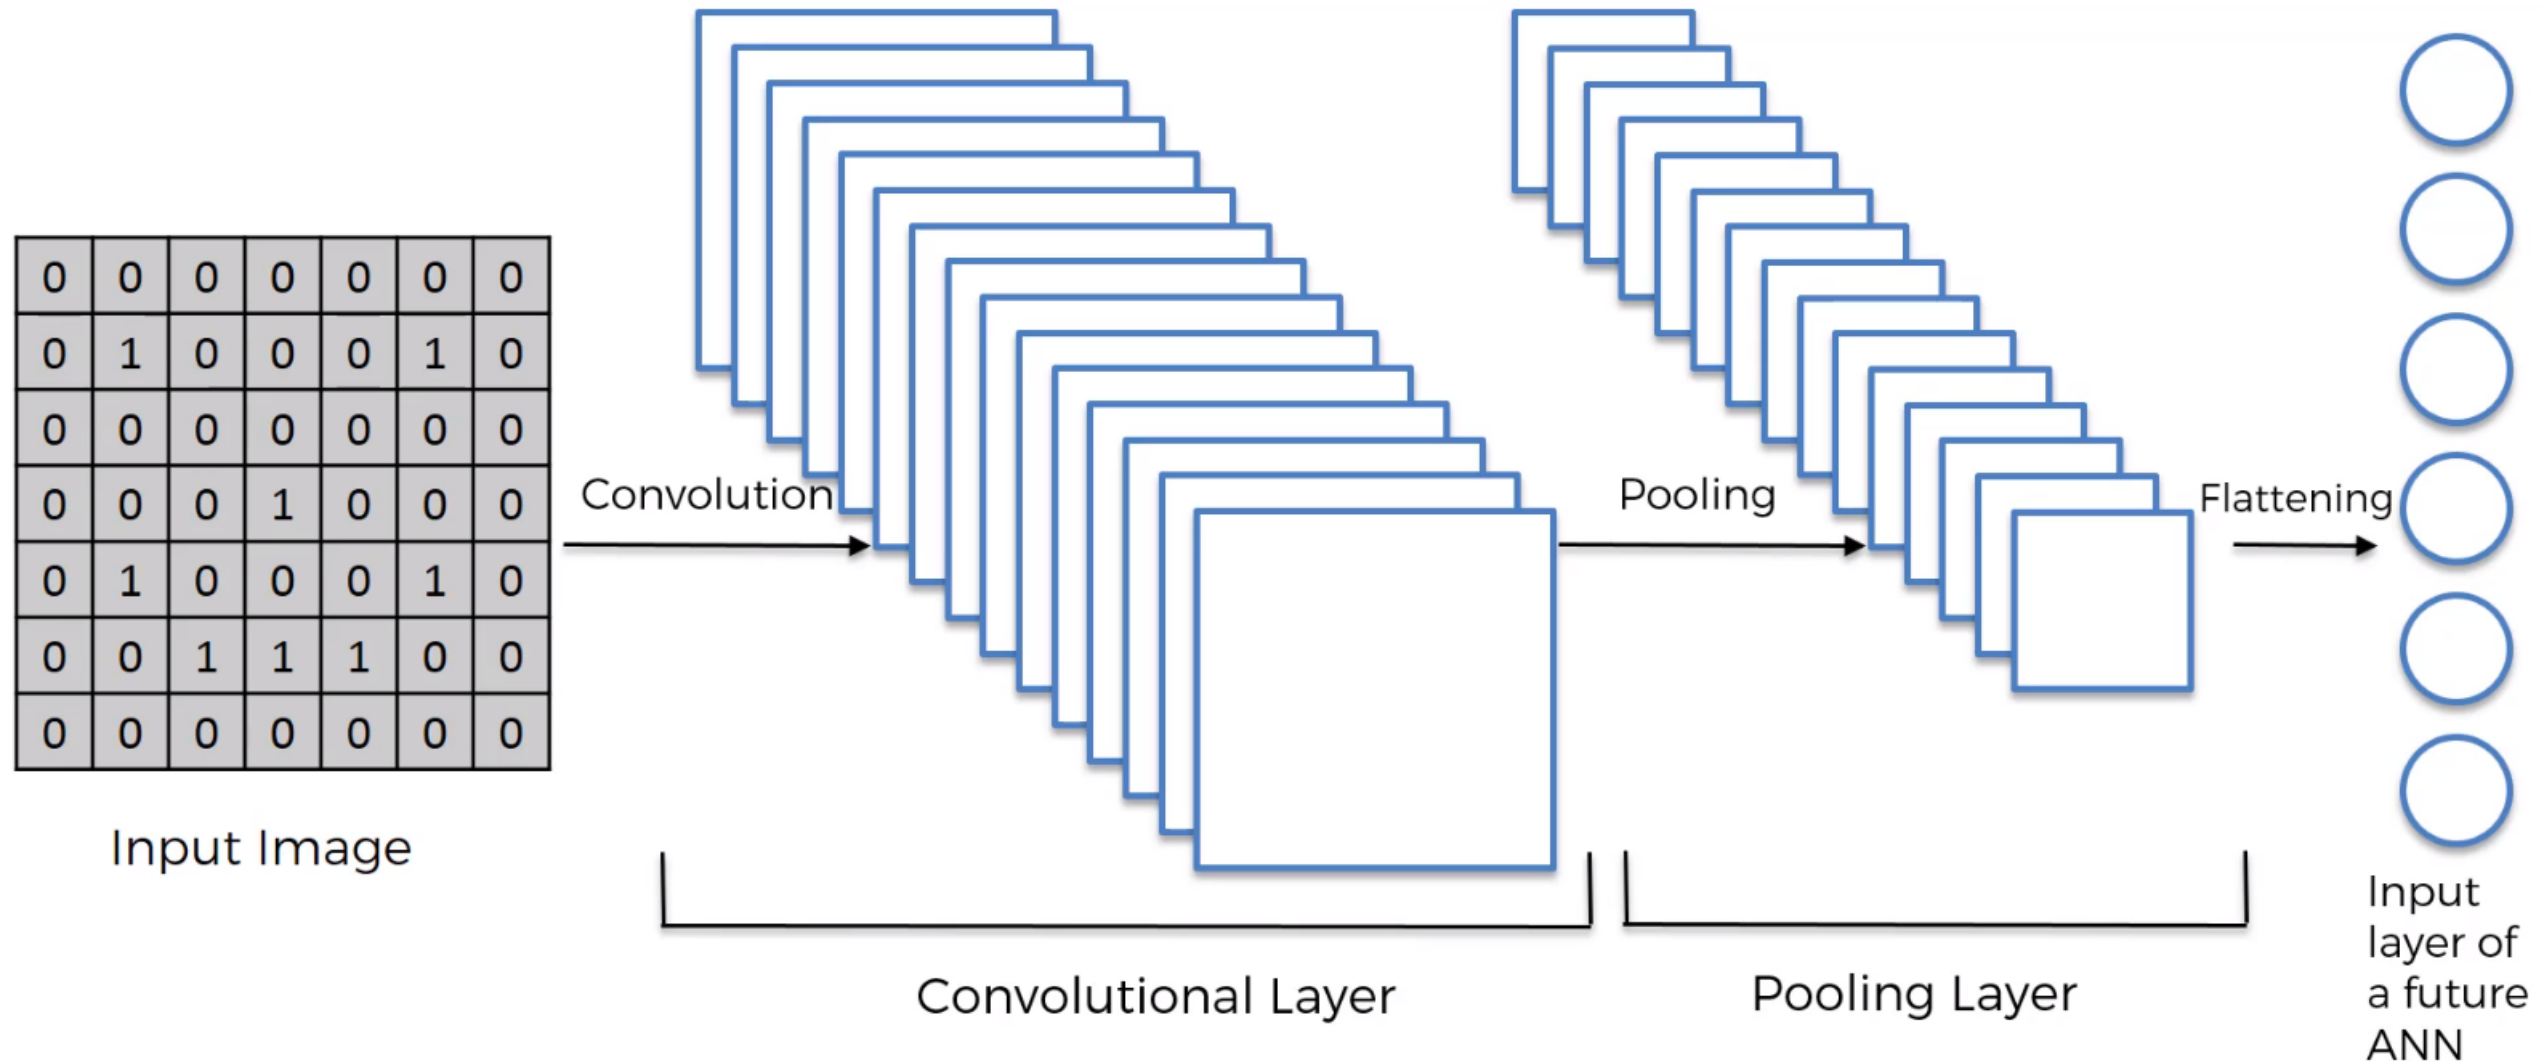 0 0 0 0 0 0 0
0 1 0 0 0 1 0
0 0 0 0 0 0 0
0 0 0 1 0 0 0
0 1 0 0 0 1 0
0 0 1 1 1 0 0
0 0 0 0 0 0 0
Input Image
Convolution
Convolutional Layer
Pooling
Pooling Layer
Flattening
Input
layer of
a future
ANN